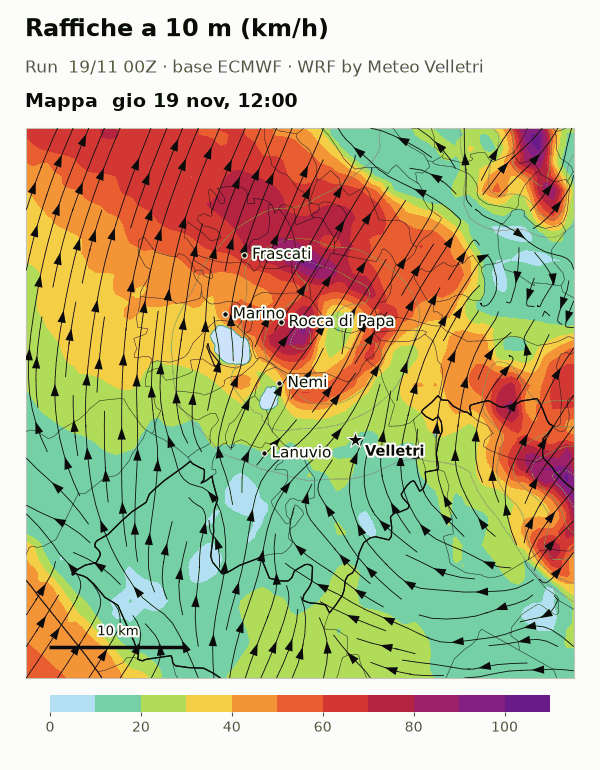 Raffiche a 10 m (km/h)
Run 19/11 00Z · base ECMWF · WRF by Meteo Velletri
Mappa gio 19 nov, 12:00
Frascati
Marino
Rocca di Papa
Nemi
Velletri
Lanuvio
10 km
0 20 40 60 80 100